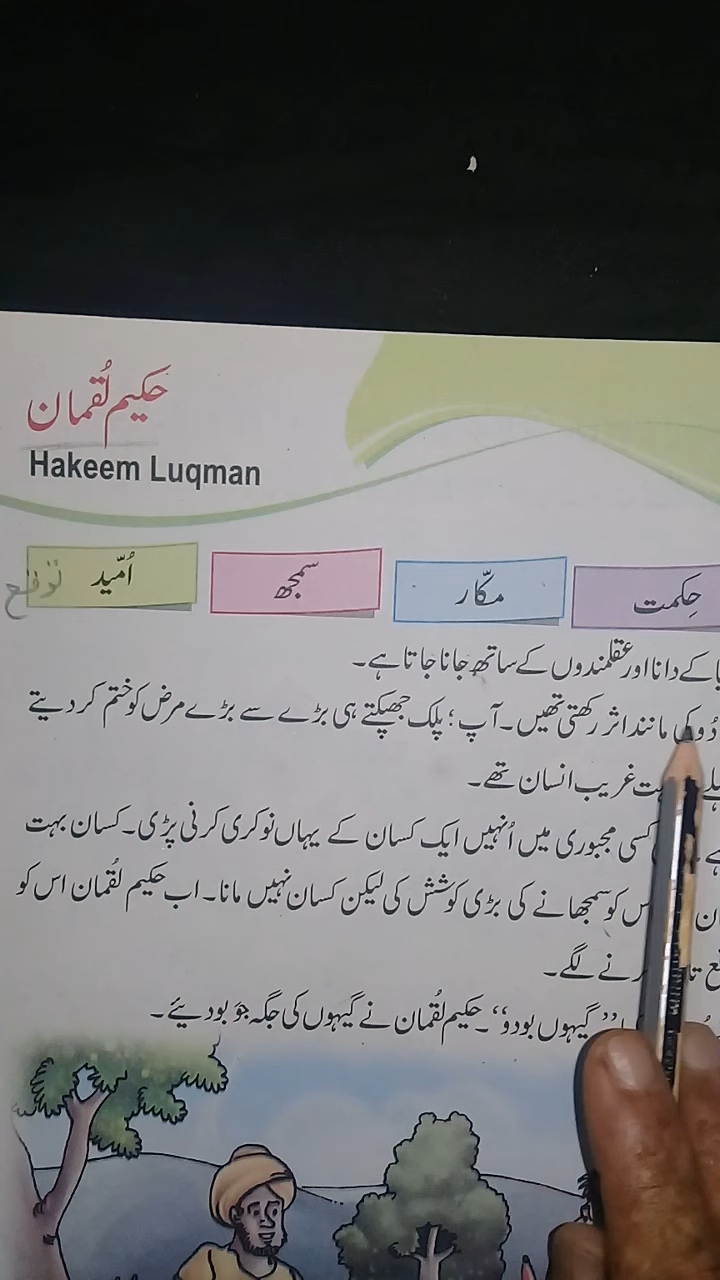 حکیم لُقمان
Hakeem Luqman
حِکمت مکّار سمجھ اُمّید توقع
کے دانا اور عقلمندوں کے ساتھ جانا جاتا ہے۔
کی مانند اثر رکھتی تھیں۔ آپ؛ پلک جھپکتے ہی بڑے سے بڑے مرض کو ختم کر دیتے
غریب انسان تھے۔
کسی مجبوری میں اُنہیں ایک کسان کے یہاں نوکری کرنی پڑی۔ کسان بہت
کو سمجھانے کی بڑی کوشش کی لیکن کسان نہیں مانا۔ اب حکیم لُقمان اس کو
لگے۔
”گیہوں بودو“۔ حکیم لُقمان نے گیہوں کی جگہ جَو بودیئے۔